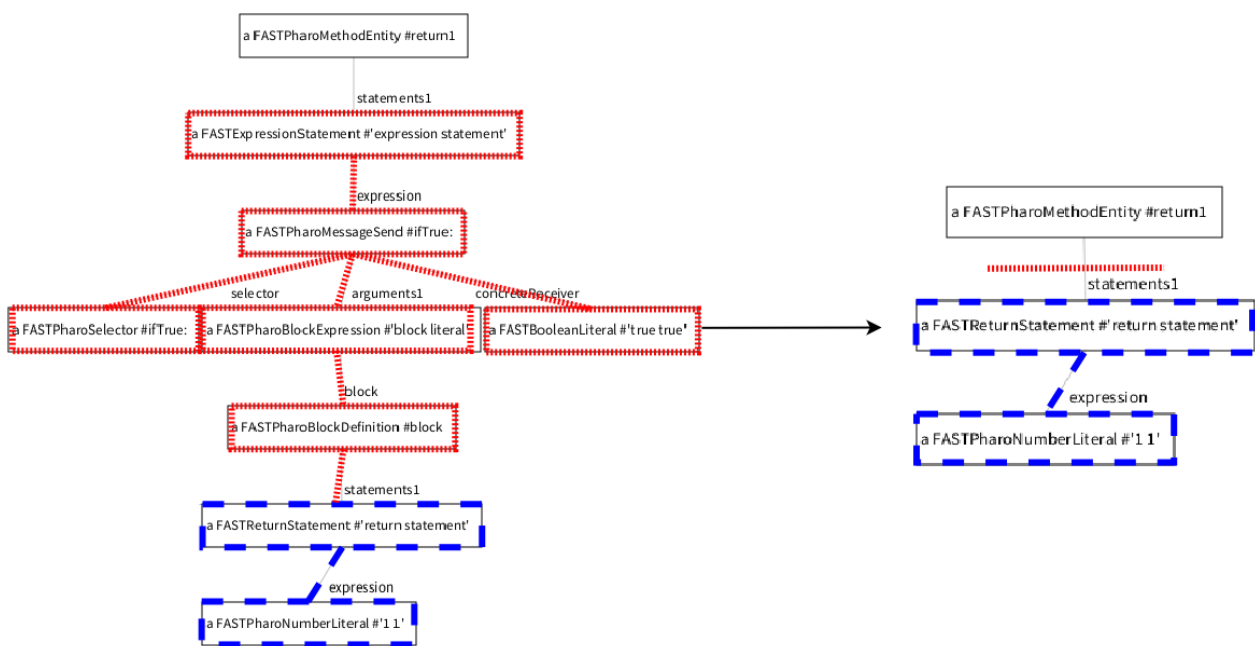 a FASTPharoMethodEntity #return1
statements1
a FASTExpressionStatement #'expression statement'
expression
a FASTPharoMessageSend #ifTrue:
selector
arguments1
concreteReceiver
a FASTPharoSelector #ifTrue:
a FASTPharoBlockExpression #'block literal'
a FASTBooleanLiteral #'true true'
block
a FASTPharoBlockDefinition #block
statements1
a FASTReturnStatement #'return statement'
expression
a FASTPharoNumberLiteral #'1 1'
a FASTPharoMethodEntity #return1
statements1
a FASTReturnStatement #'return statement'
expression
a FASTPharoNumberLiteral #'1 1'